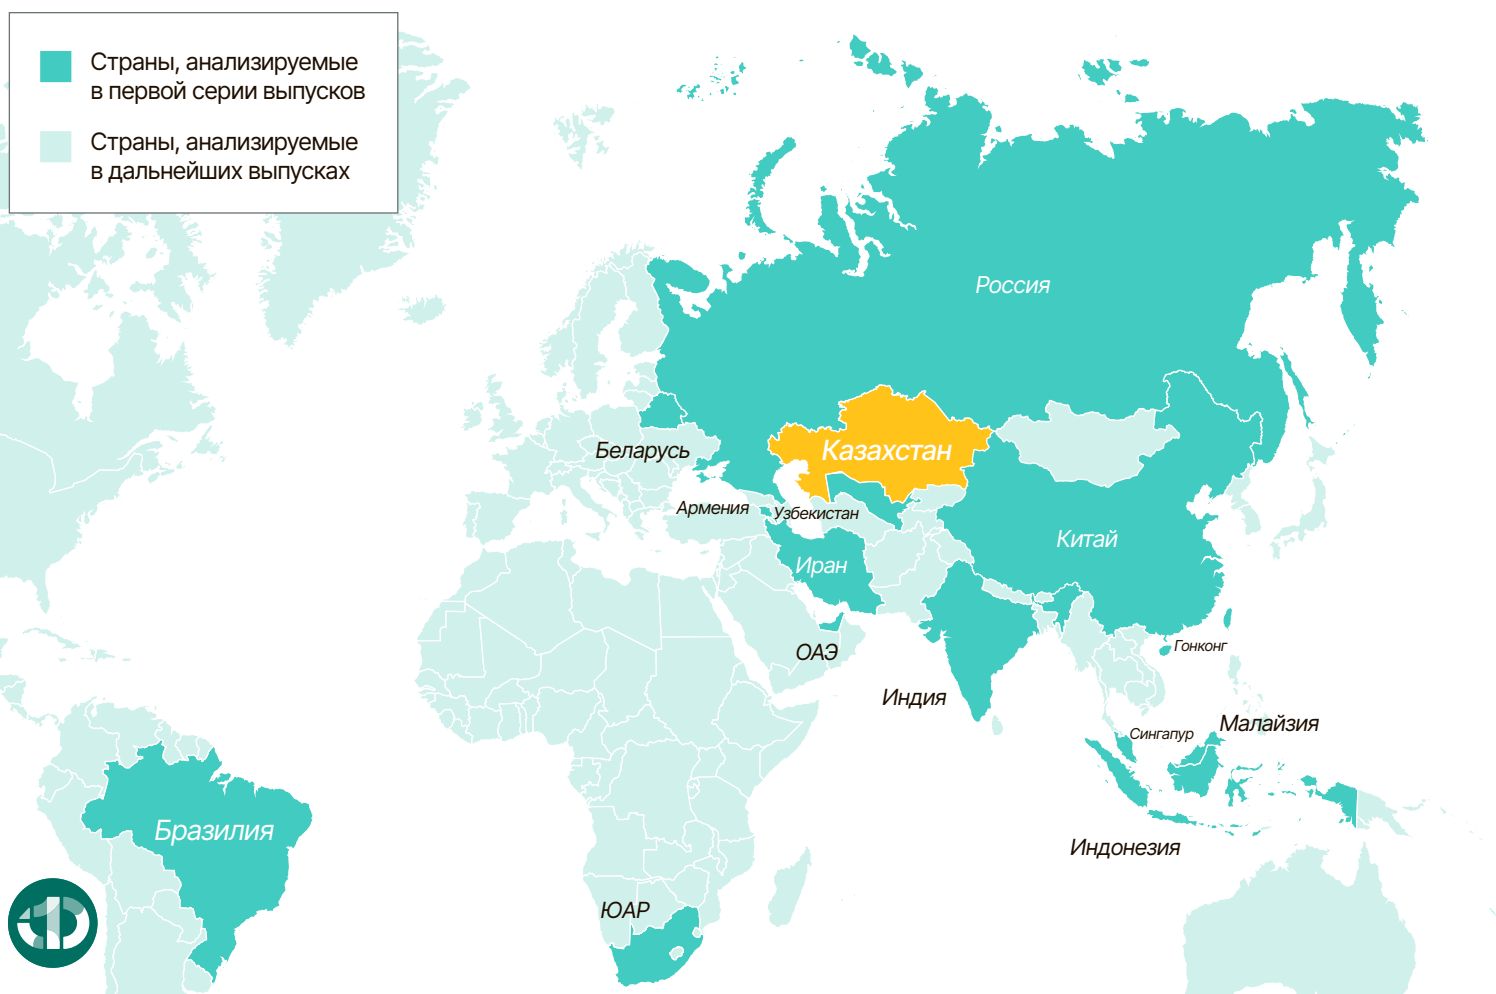 Страны, анализируемые
в первой серии выпусков
Страны, анализируемые
в дальнейших выпусках
Россия
Беларусь
Казахстан
Армения
Узбекистан
Китай
Иран
ОАЭ
Гонконг
Индия
Малайзия
Сингапур
Бразилия
Индонезия
ЮАР